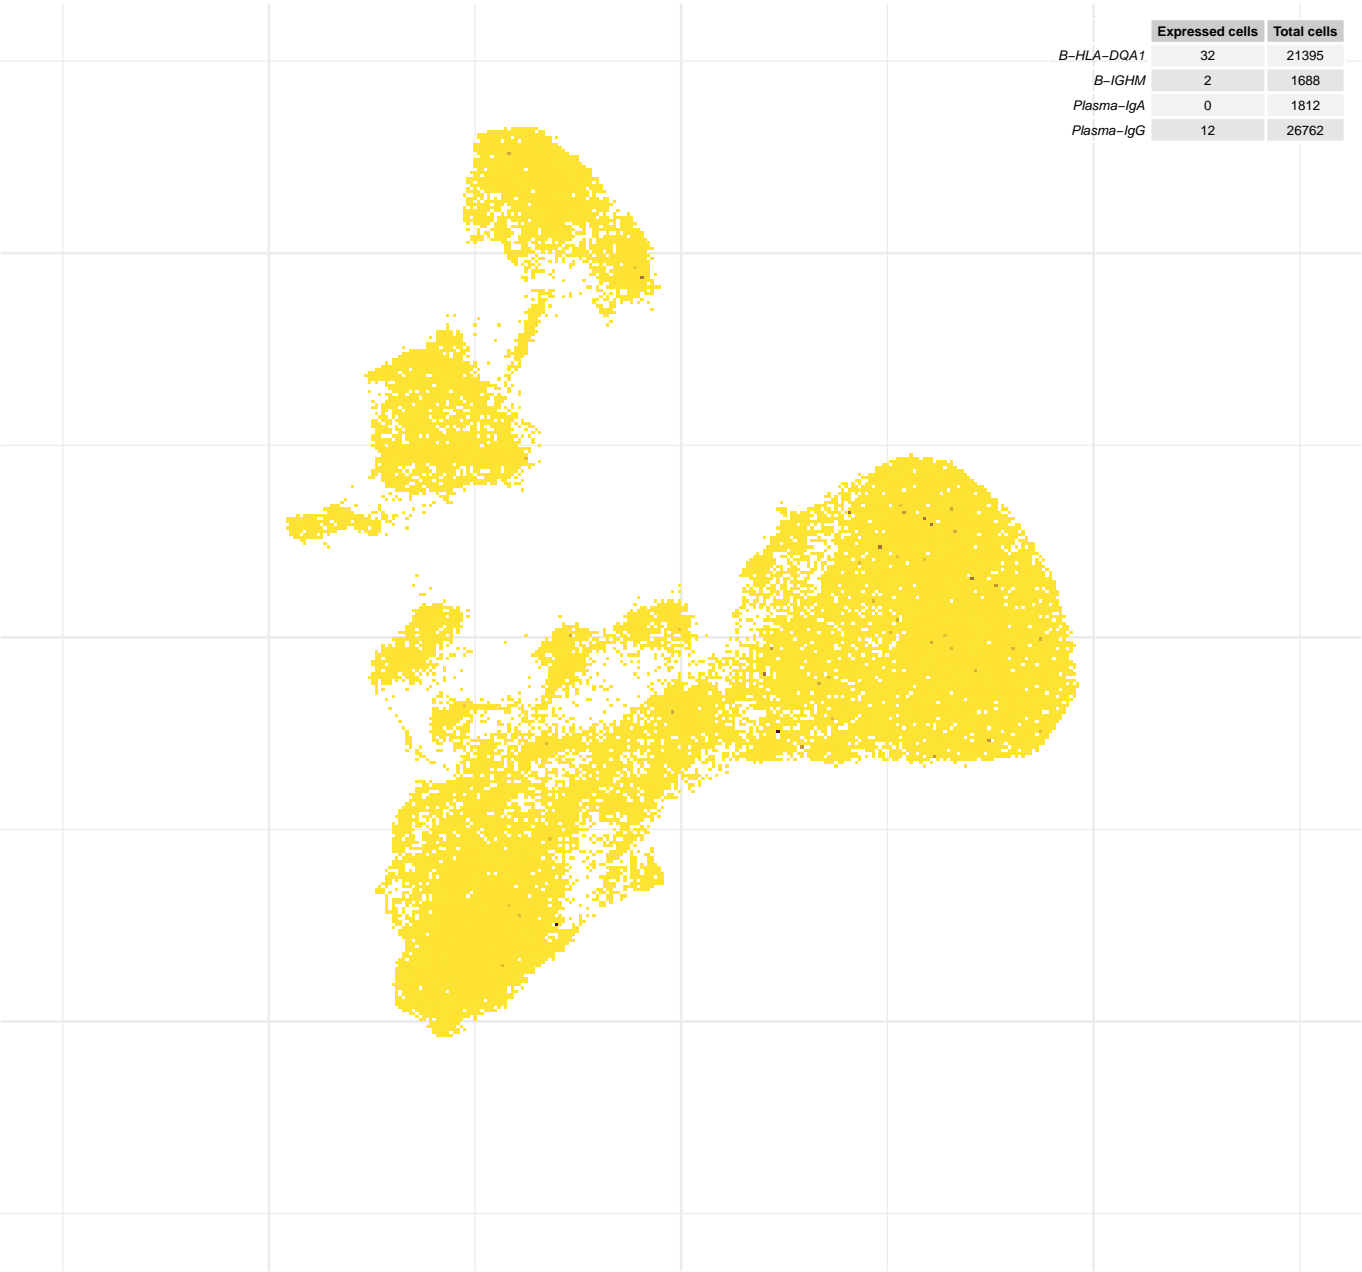 Expressed cells Total cells
B−HLA−DQA1 32 21395
B−IGHM 2 1688
Plasma−IgA 0 1812
Plasma−IgG 12 26762